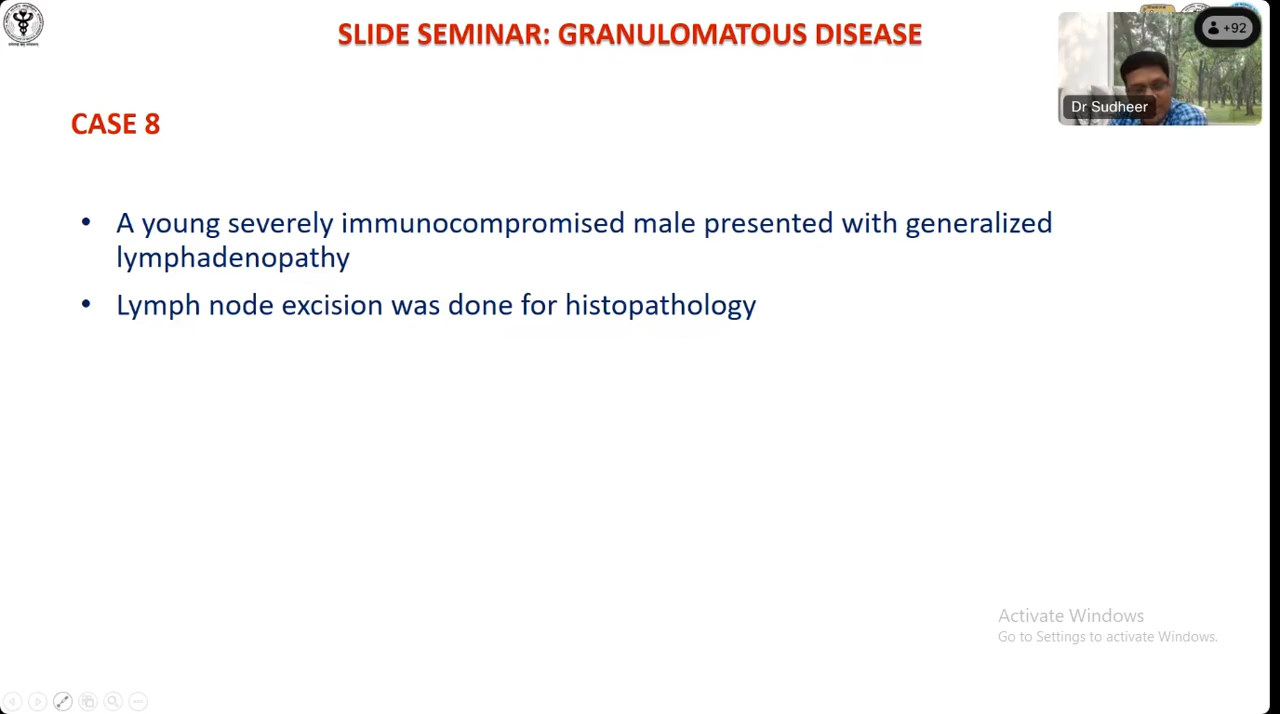 SLIDE SEMINAR: GRANULOMATOUS DISEASE
+92
Dr Sudheer
CASE 8
• A young severely immunocompromised male presented with generalized
lymphadenopathy
• Lymph node excision was done for histopathology
Activate Windows
Go to Settings to activate Windows.